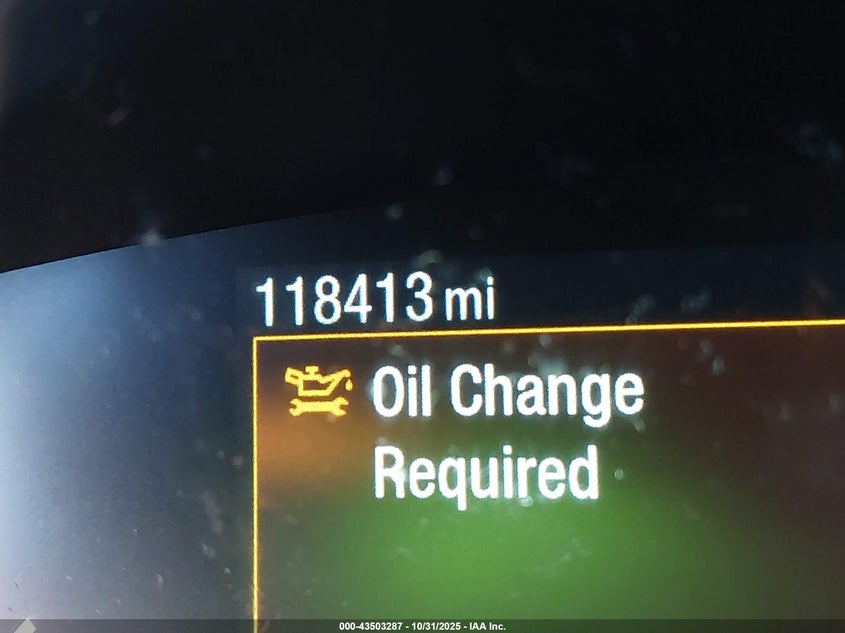 118413 mi
Oil Change
Required
000-43503287 - 10/31/2025 - IAA Inc.